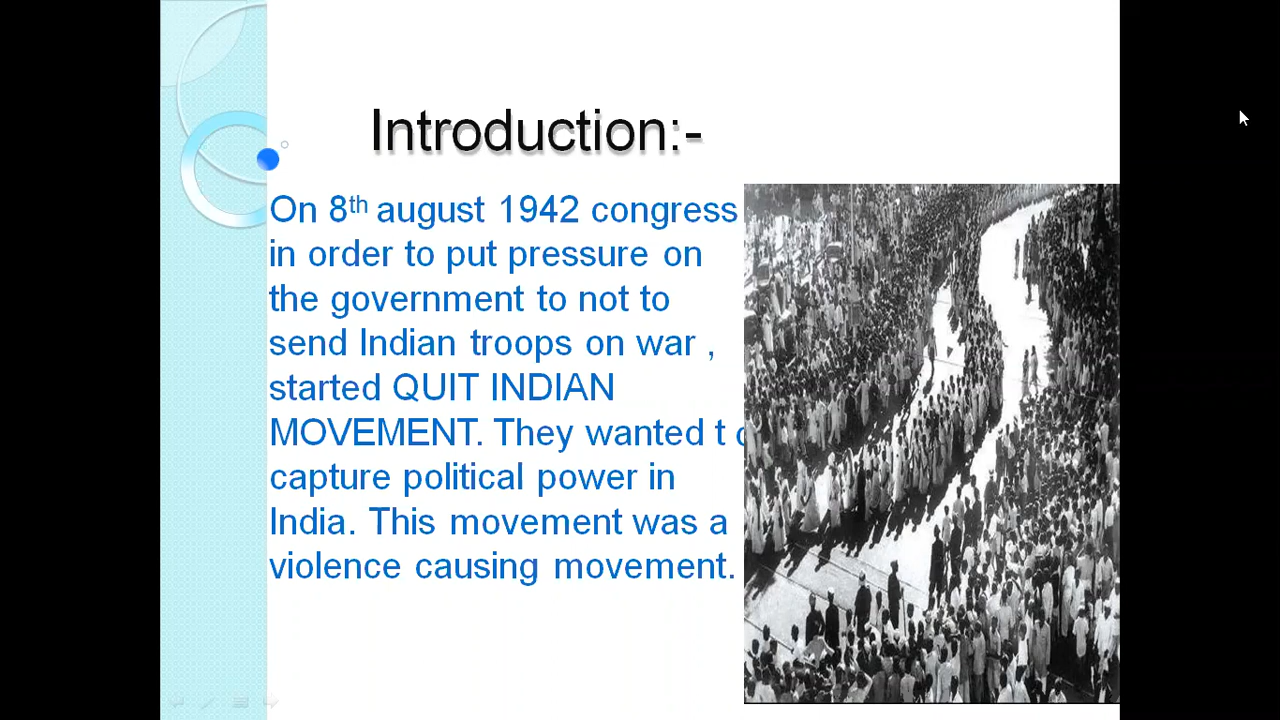 Introduction:-
On 8th august 1942 congress
in order to put pressure on
the government to not to
send Indian troops on war ,
started QUIT INDIAN
MOVEMENT. They wanted t o
capture political power in
India. This movement was a
violence causing movement.